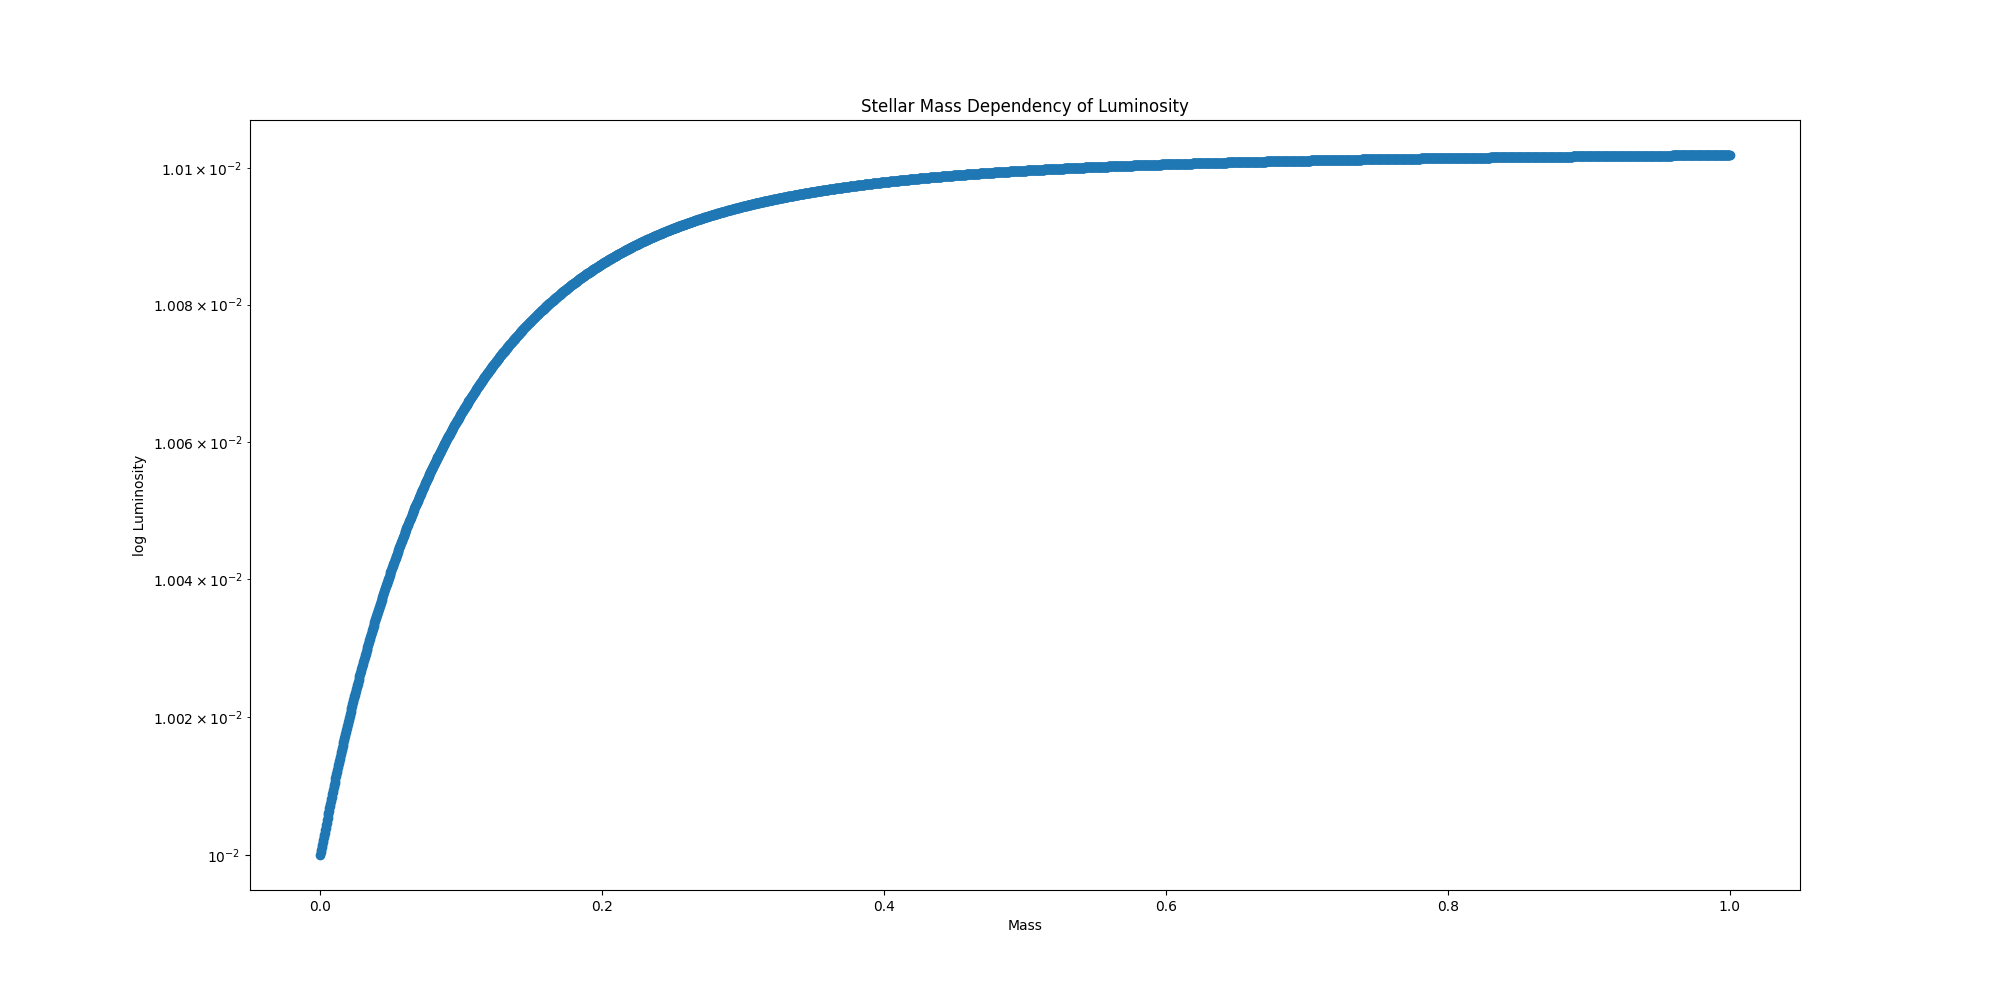 Stellar Mass Dependency of Luminosity
1.01 × 10⁻²
1.008 × 10⁻²
1.006 × 10⁻²
1.004 × 10⁻²
1.002 × 10⁻²
10⁻²
log Luminosity
0.0 0.2 0.4 0.6 0.8 1.0
Mass